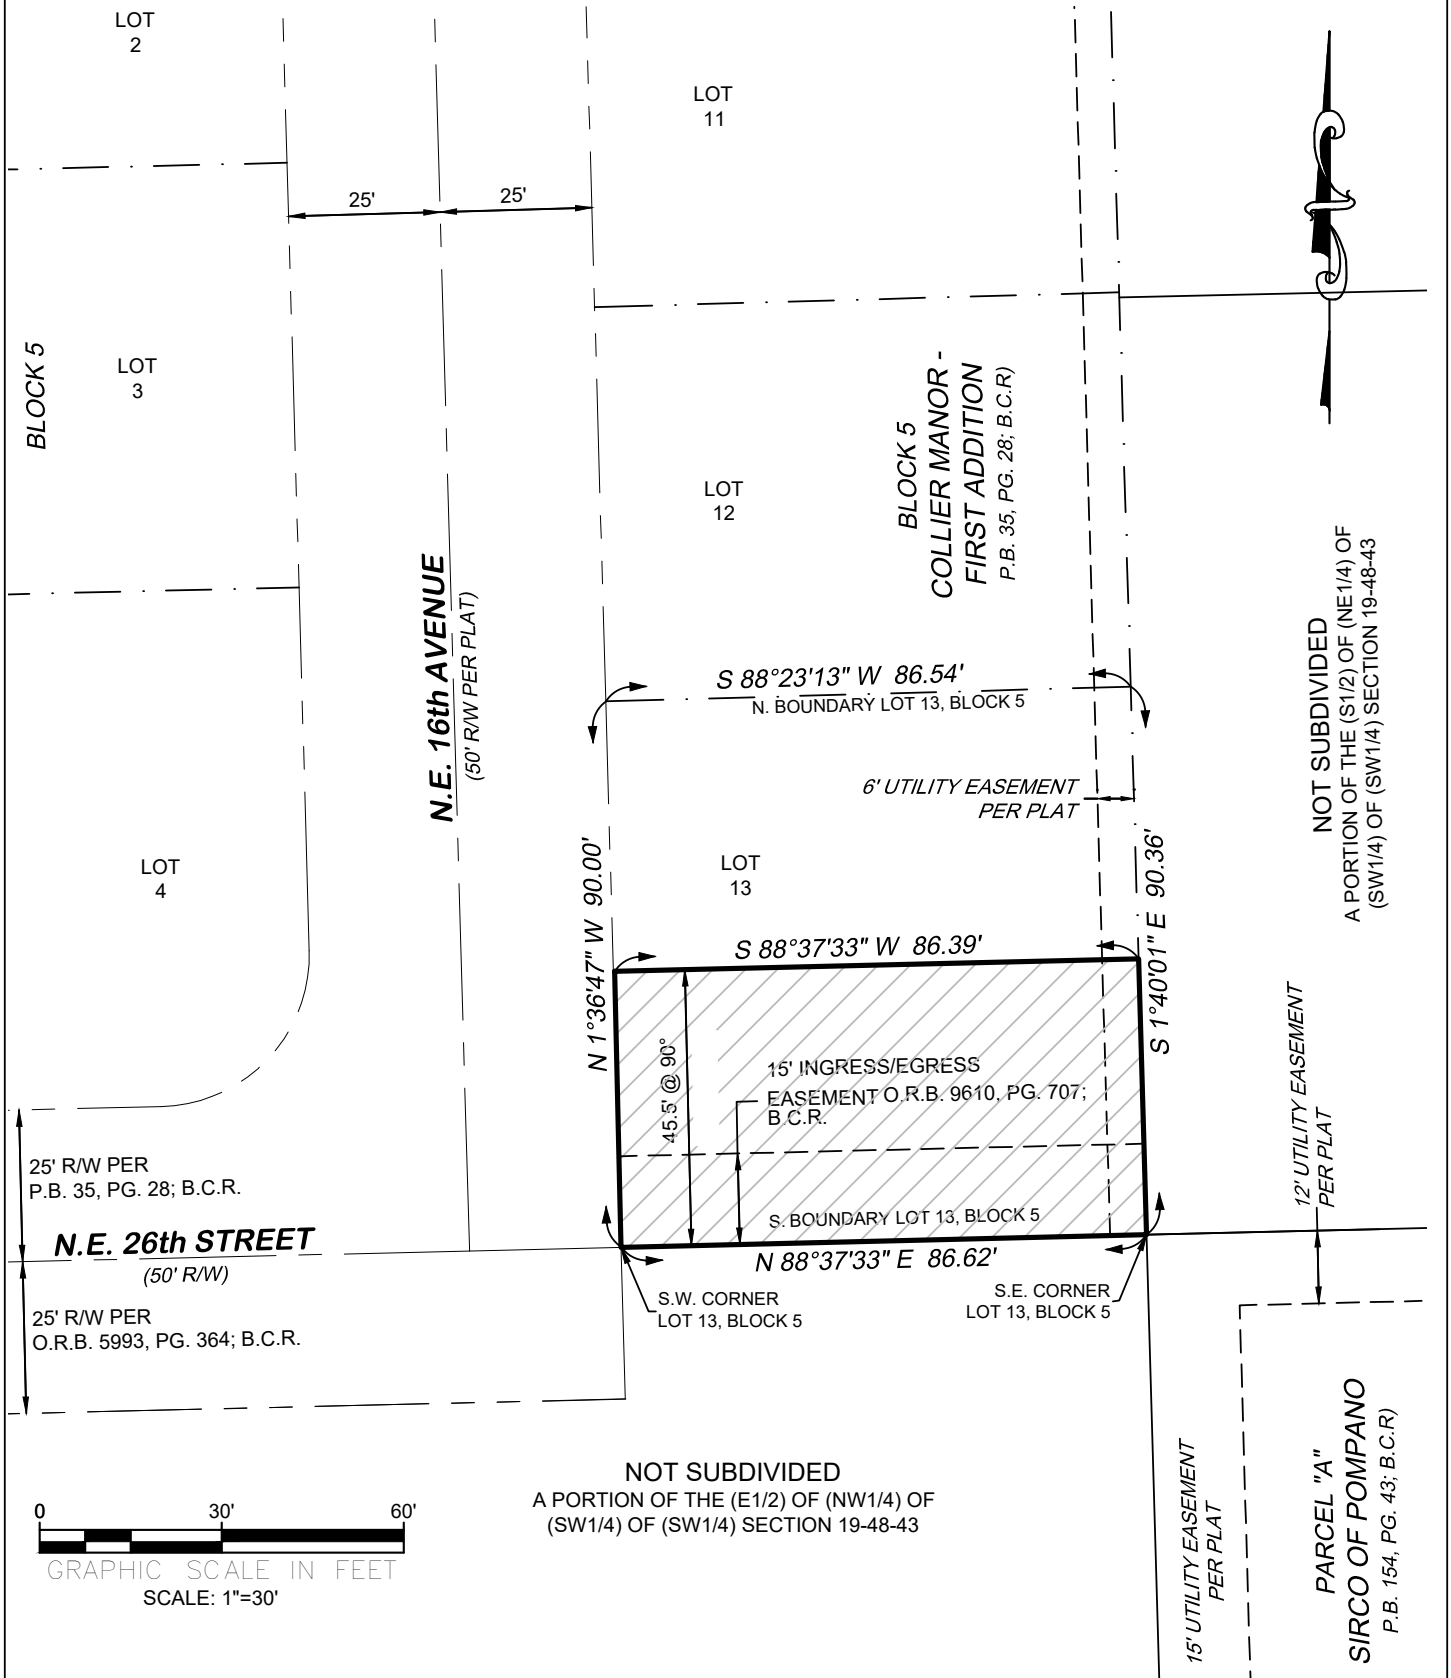 LOT
2
LOT
11
25'
25'
BLOCK 5
LOT
3
BLOCK 5
COLLIER MANOR -
FIRST ADDITION
P.B. 35, PG. 28; B.C.R)
LOT
12
N.E. 16th AVENUE
(50' R/W PER PLAT)
NOT SUBDIVIDED
A PORTION OF THE (S1/2) OF (NE1/4) OF
(SW1/4) OF (SW1/4) SECTION 19-48-43
S 88°23'13" W 86.54'
N. BOUNDARY LOT 13, BLOCK 5
6' UTILITY EASEMENT
PER PLAT
LOT
4
LOT
13
N 1°36'47" W 90.00'
S 1°40'01" E 90.36'
S 88°37'33" W 86.39'
45.5' @ 90°
15' INGRESS/EGRESS
EASEMENT O.R.B. 9610, PG. 707;
B.C.R.
12' UTILITY EASEMENT
PER PLAT
25' R/W PER
P.B. 35, PG. 28; B.C.R.
S. BOUNDARY LOT 13, BLOCK 5
N.E. 26th STREET
(50' R/W)
N 88°37'33" E 86.62'
25' R/W PER
O.R.B. 5993, PG. 364; B.C.R.
S.W. CORNER
LOT 13, BLOCK 5
S.E. CORNER
LOT 13, BLOCK 5
NOT SUBDIVIDED
A PORTION OF THE (E1/2) OF (NW1/4) OF
(SW1/4) OF (SW1/4) SECTION 19-48-43
15' UTILITY EASEMENT
PER PLAT
PARCEL "A"
SIRCO OF POMPANO
P.B. 154, PG. 43; B.C.R)
0 30' 60'
GRAPHIC SCALE IN FEET
SCALE: 1"=30'